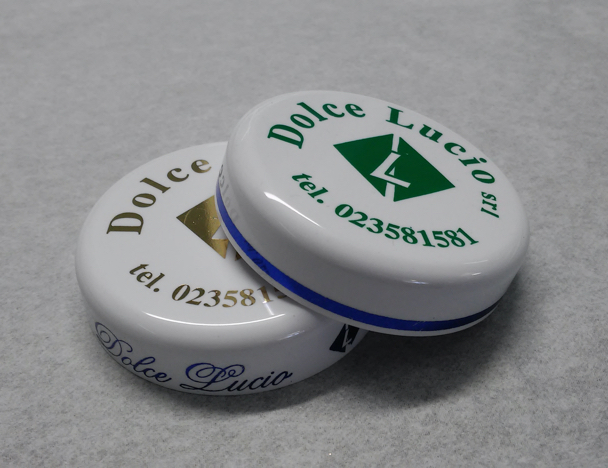 Dolce Lucio srl
tel. 023581581
Dolce
tel. 0235815
Dolce Lucio